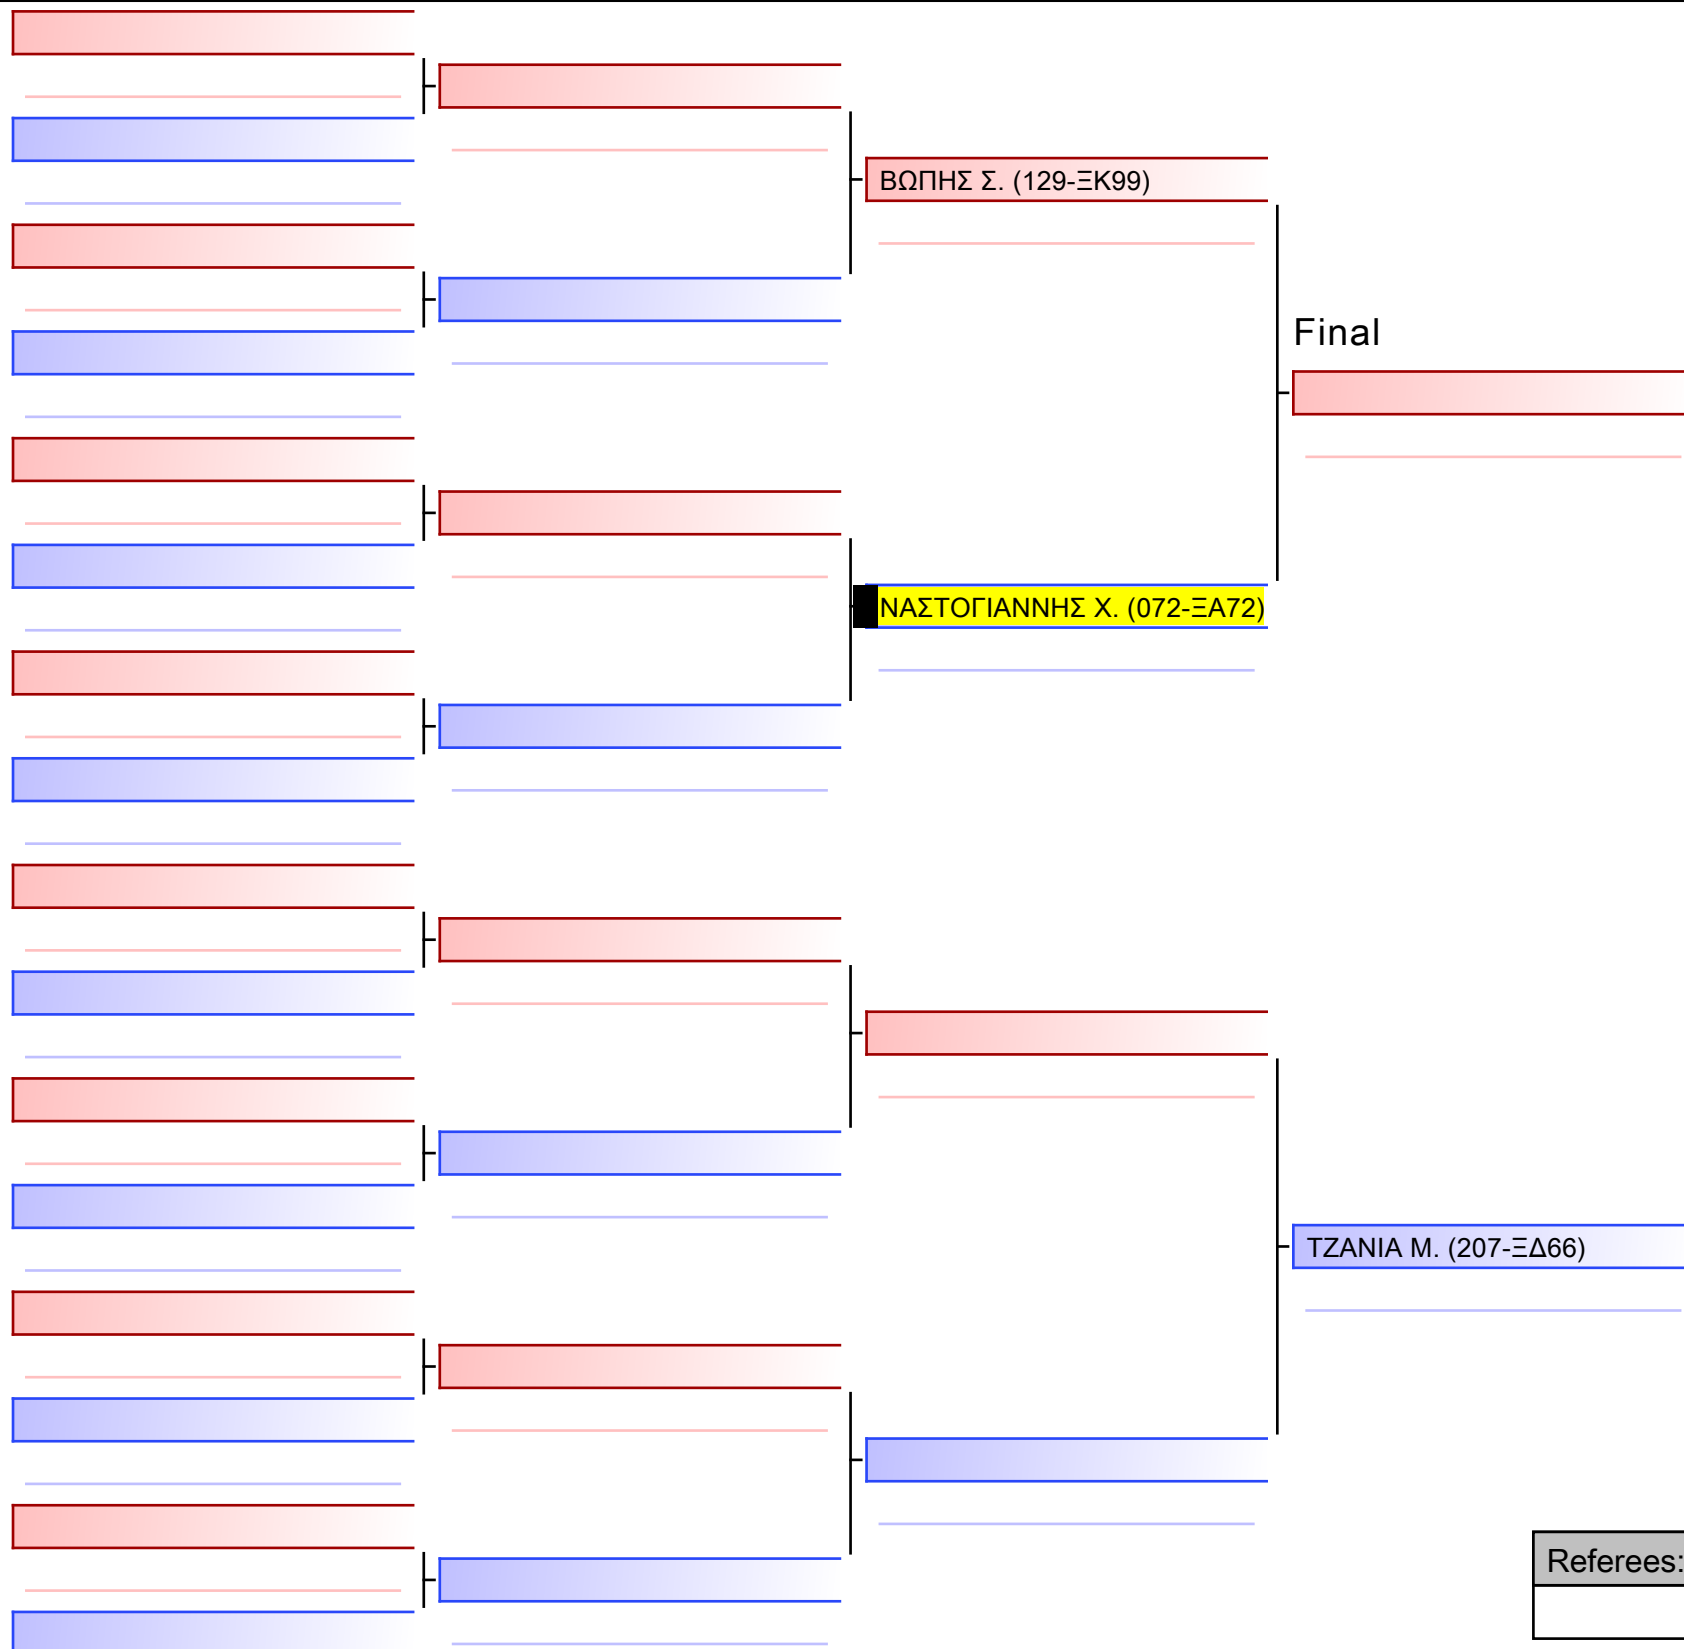 ΒΩΠΗΣ Σ. (129-ΞΚ99)
Final
ΝΑΣΤΟΓΙΑΝΝΗΣ Χ. (072-ΞΑ72)
ΤΖΑΝΙΑ Μ. (207-ΞΔ66)
Referees: